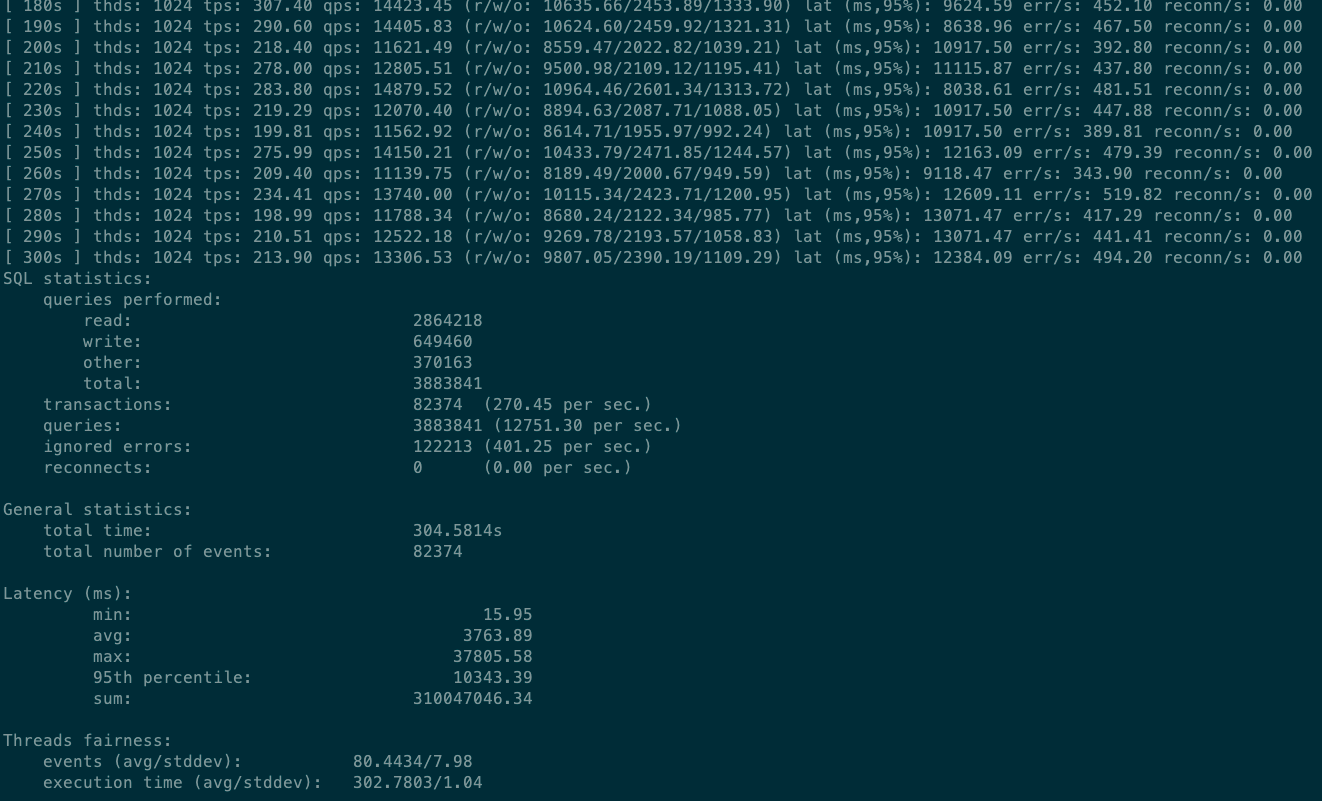 [ 180s ] thds: 1024 tps: 307.40 qps: 14423.45 (r/w/o: 10635.66/2453.89/1333.90) lat (ms,95%): 9624.59 err/s: 452.10 reconn/s: 0.00
[ 190s ] thds: 1024 tps: 290.60 qps: 14405.83 (r/w/o: 10624.60/2459.92/1321.31) lat (ms,95%): 8638.96 err/s: 467.50 reconn/s: 0.00
[ 200s ] thds: 1024 tps: 218.40 qps: 11621.49 (r/w/o: 8559.47/2022.82/1039.21) lat (ms,95%): 10917.50 err/s: 392.80 reconn/s: 0.00
[ 210s ] thds: 1024 tps: 278.00 qps: 12805.51 (r/w/o: 9500.98/2109.12/1195.41) lat (ms,95%): 11115.87 err/s: 437.80 reconn/s: 0.00
[ 220s ] thds: 1024 tps: 283.80 qps: 14879.52 (r/w/o: 10964.46/2601.34/1313.72) lat (ms,95%): 8038.61 err/s: 481.51 reconn/s: 0.00
[ 230s ] thds: 1024 tps: 219.29 qps: 12070.40 (r/w/o: 8894.63/2087.71/1088.05) lat (ms,95%): 10917.50 err/s: 447.88 reconn/s: 0.00
[ 240s ] thds: 1024 tps: 199.81 qps: 11562.92 (r/w/o: 8614.71/1955.97/992.24) lat (ms,95%): 10917.50 err/s: 389.81 reconn/s: 0.00
[ 250s ] thds: 1024 tps: 275.99 qps: 14150.21 (r/w/o: 10433.79/2471.85/1244.57) lat (ms,95%): 12163.09 err/s: 479.39 reconn/s: 0.00
[ 260s ] thds: 1024 tps: 209.40 qps: 11139.75 (r/w/o: 8189.49/2000.67/949.59) lat (ms,95%): 9118.47 err/s: 343.90 reconn/s: 0.00
[ 270s ] thds: 1024 tps: 234.41 qps: 13740.00 (r/w/o: 10115.34/2423.71/1200.95) lat (ms,95%): 12609.11 err/s: 519.82 reconn/s: 0.00
[ 280s ] thds: 1024 tps: 198.99 qps: 11788.34 (r/w/o: 8680.24/2122.34/985.77) lat (ms,95%): 13071.47 err/s: 417.29 reconn/s: 0.00
[ 290s ] thds: 1024 tps: 210.51 qps: 12522.18 (r/w/o: 9269.78/2193.57/1058.83) lat (ms,95%): 13071.47 err/s: 441.41 reconn/s: 0.00
[ 300s ] thds: 1024 tps: 213.90 qps: 13306.53 (r/w/o: 9807.05/2390.19/1109.29) lat (ms,95%): 12384.09 err/s: 494.20 reconn/s: 0.00
SQL statistics:
queries performed:
read: 2864218
write: 649460
other: 370163
total: 3883841
transactions: 82374 (270.45 per sec.)
queries: 3883841 (12751.30 per sec.)
ignored errors: 122213 (401.25 per sec.)
reconnects: 0 (0.00 per sec.)
General statistics:
total time: 304.5814s
total number of events: 82374
Latency (ms):
min: 15.95
avg: 3763.89
max: 37805.58
95th percentile: 10343.39
sum: 310047046.34
Threads fairness:
events (avg/stddev): 80.4434/7.98
execution time (avg/stddev): 302.7803/1.04